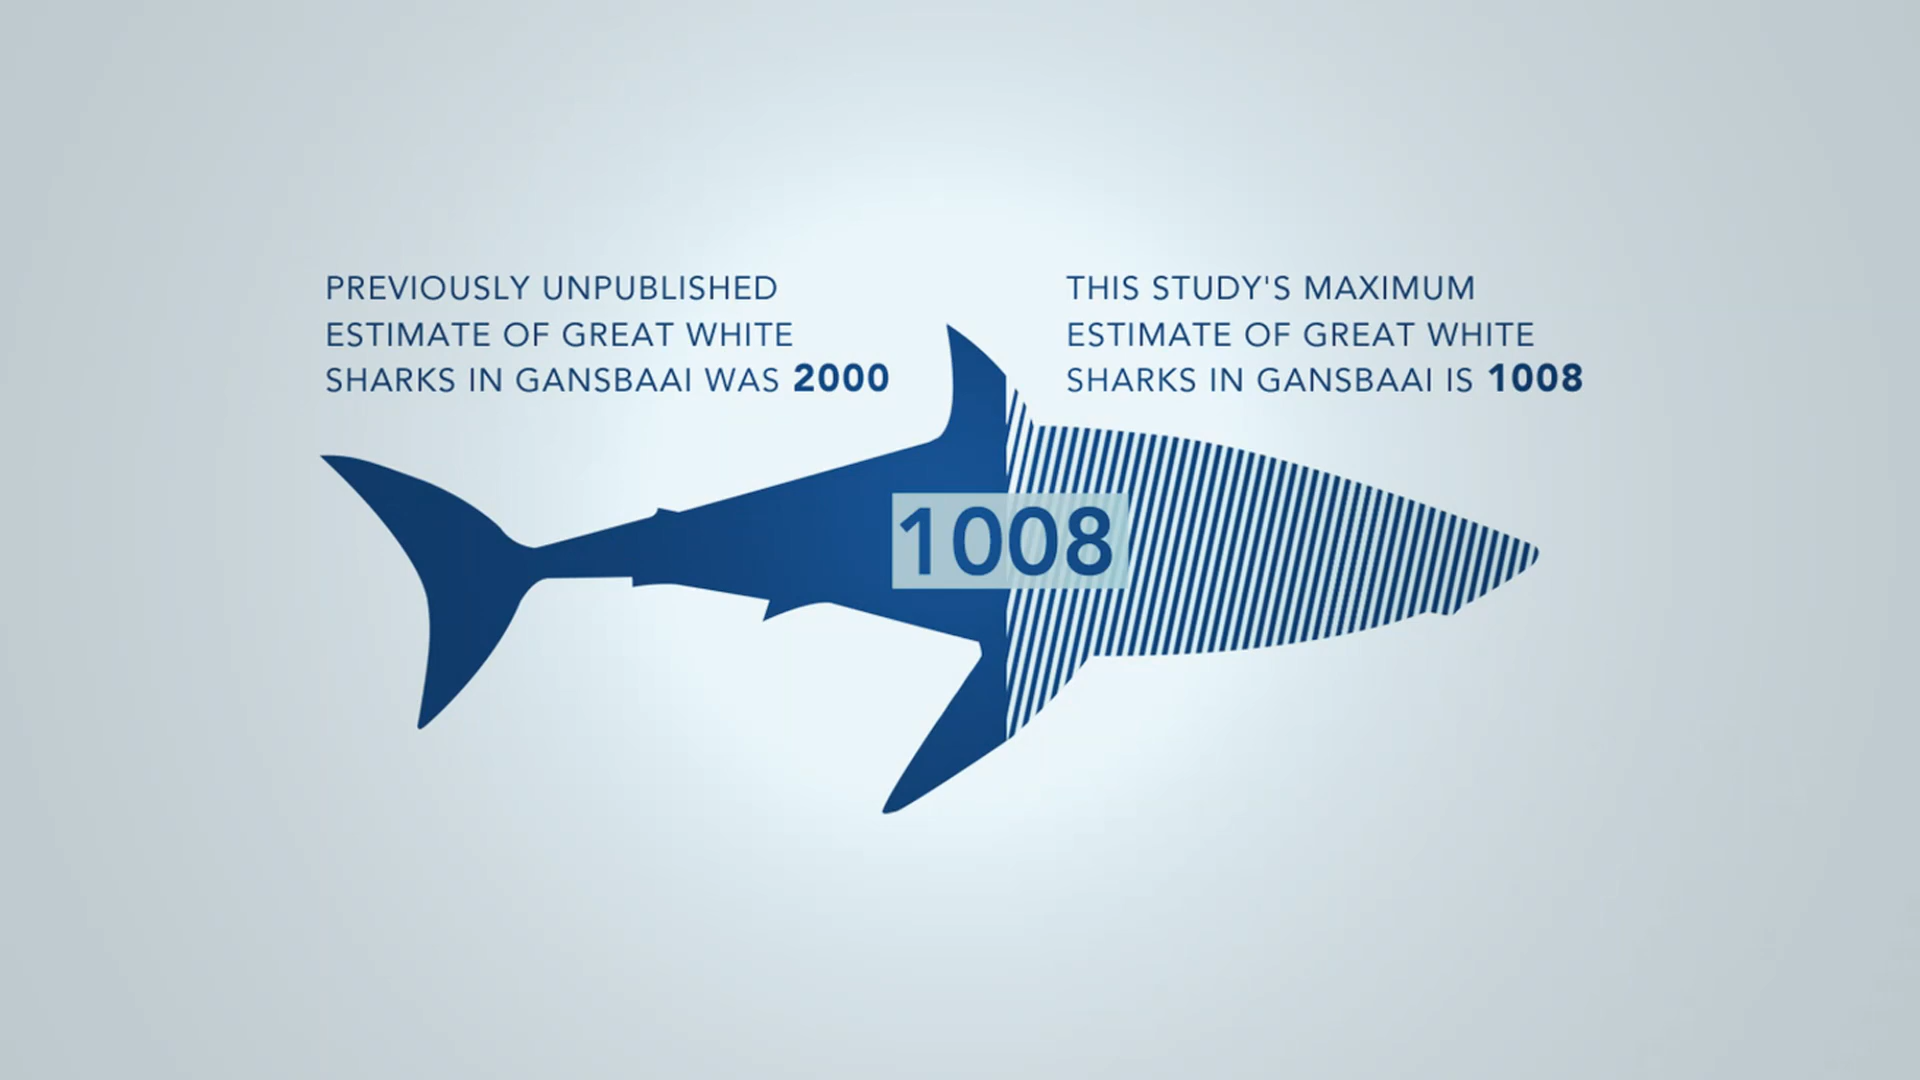 PREVIOUSLY UNPUBLISHED
ESTIMATE OF GREAT WHITE
SHARKS IN GANSBAAI WAS 2000
THIS STUDY'S MAXIMUM
ESTIMATE OF GREAT WHITE
SHARKS IN GANSBAAI IS 1008
1008